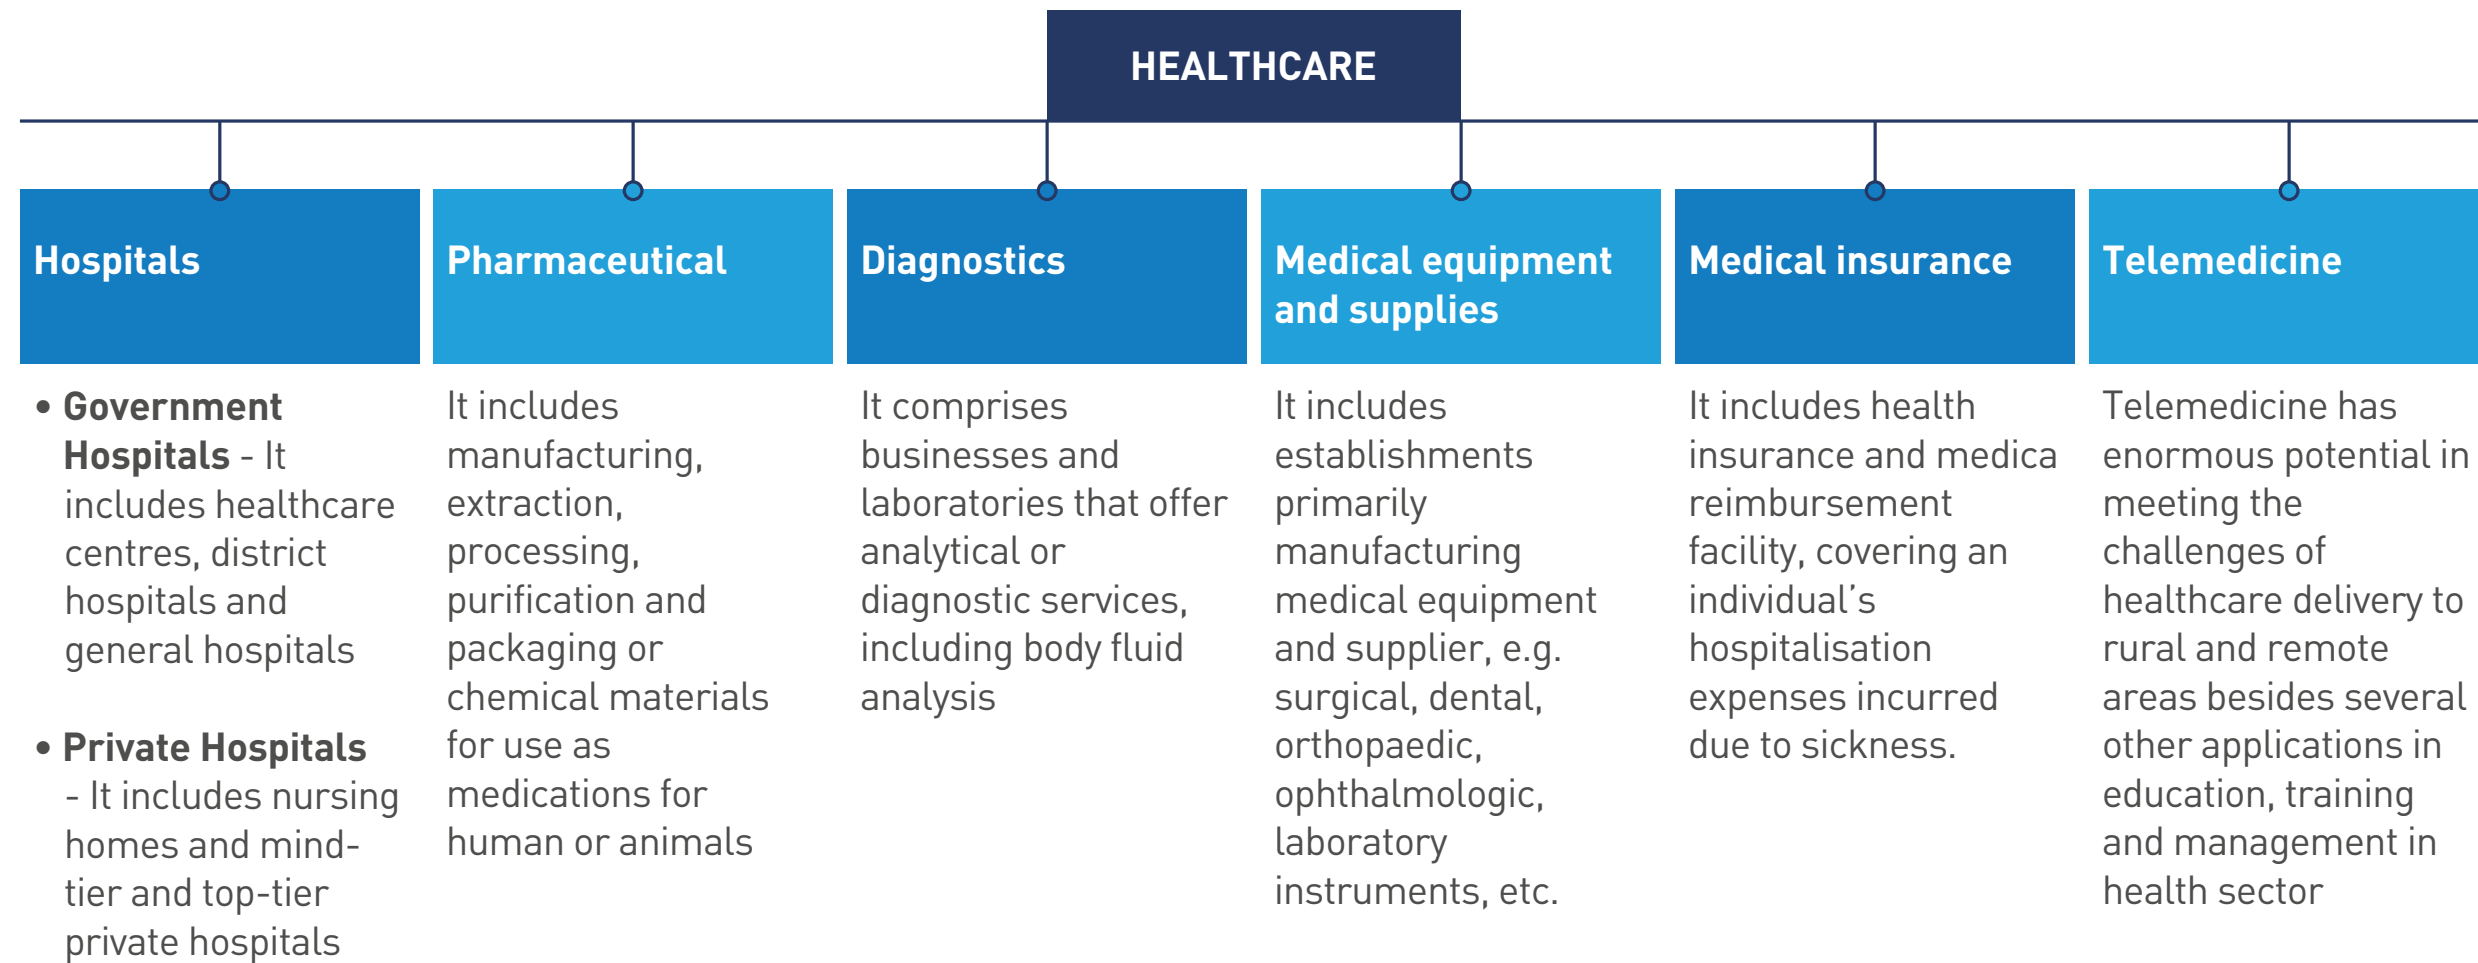 HEALTHCARE
Hospitals
• Government
Hospitals - It
includes healthcare
centres, district
hospitals and
general hospitals
• Private Hospitals
- It includes nursing
homes and mind-
tier and top-tier
private hospitals
Pharmaceutical
It includes
manufacturing,
extraction,
processing,
purification and
packaging or
chemical materials
for use as
medications for
human or animals
Diagnostics
It comprises
businesses and
laboratories that offer
analytical or
diagnostic services,
including body fluid
analysis
Medical equipment
and supplies
It includes
establishments
primarily
manufacturing
medical equipment
and supplier, e.g.
surgical, dental,
orthopaedic,
ophthalmologic,
laboratory
instruments, etc.
Medical insurance
It includes health
insurance and medica
reimbursement
facility, covering an
individual’s
hospitalisation
expenses incurred
due to sickness.
Telemedicine
Telemedicine has
enormous potential in
meeting the
challenges of
healthcare delivery to
rural and remote
areas besides several
other applications in
education, training
and management in
health sector